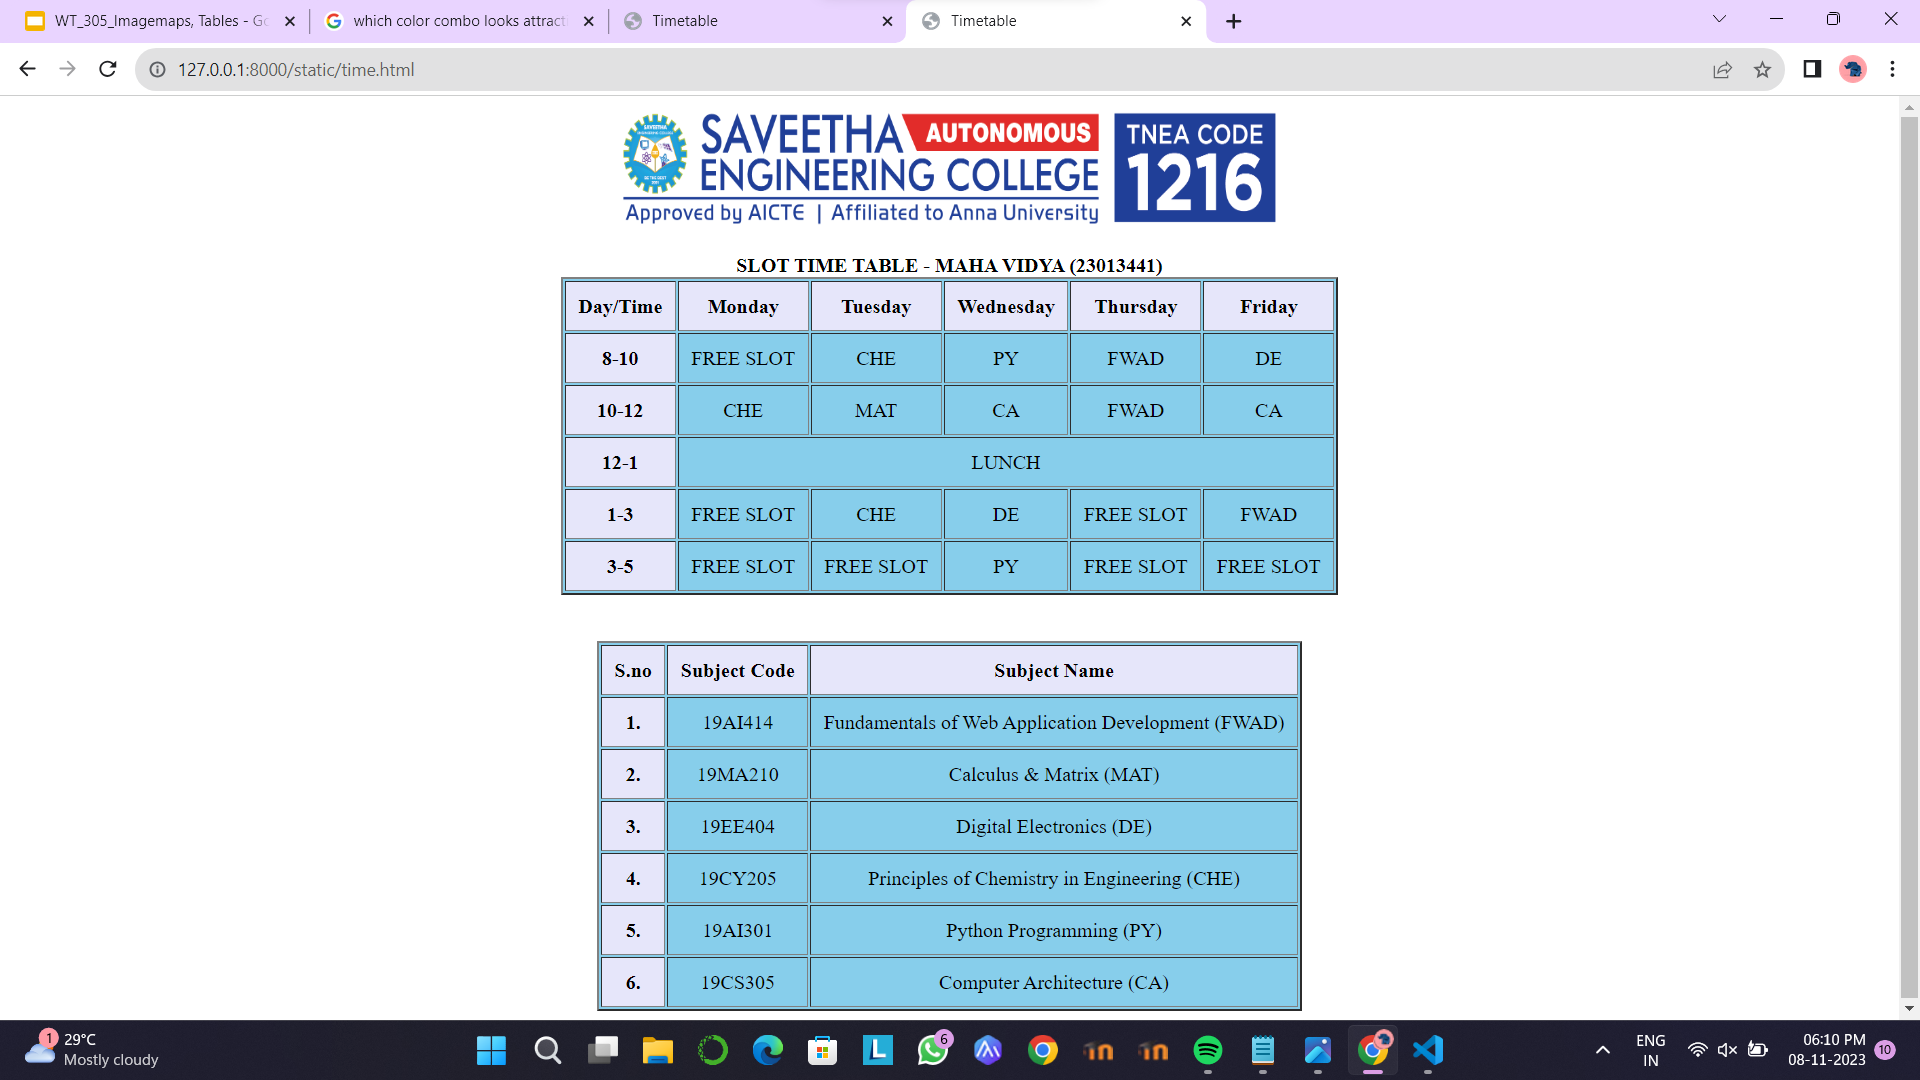 WT_305_Imagemaps, Tables - Go
which color combo looks attract
Timetable
Timetable
127.0.0.1:8000/static/time.html
SAVEETHA AUTONOMOUS
ENGINEERING COLLEGE
Approved by AICTE | Affiliated to Anna University
TNEA CODE
1216
SLOT TIME TABLE - MAHA VIDYA (23013441)
Day/Time Monday Tuesday Wednesday Thursday Friday
8-10 FREE SLOT CHE PY FWAD DE
10-12 CHE MAT CA FWAD CA
12-1 LUNCH
1-3 FREE SLOT CHE DE FREE SLOT FWAD
3-5 FREE SLOT FREE SLOT PY FREE SLOT FREE SLOT
S.no Subject Code Subject Name
1. 19AI414 Fundamentals of Web Application Development (FWAD)
2. 19MA210 Calculus & Matrix (MAT)
3. 19EE404 Digital Electronics (DE)
4. 19CY205 Principles of Chemistry in Engineering (CHE)
5. 19AI301 Python Programming (PY)
6. 19CS305 Computer Architecture (CA)
1
29°C
Mostly cloudy
L
6
in
in
ENG
IN
06:10 PM
08-11-2023
10